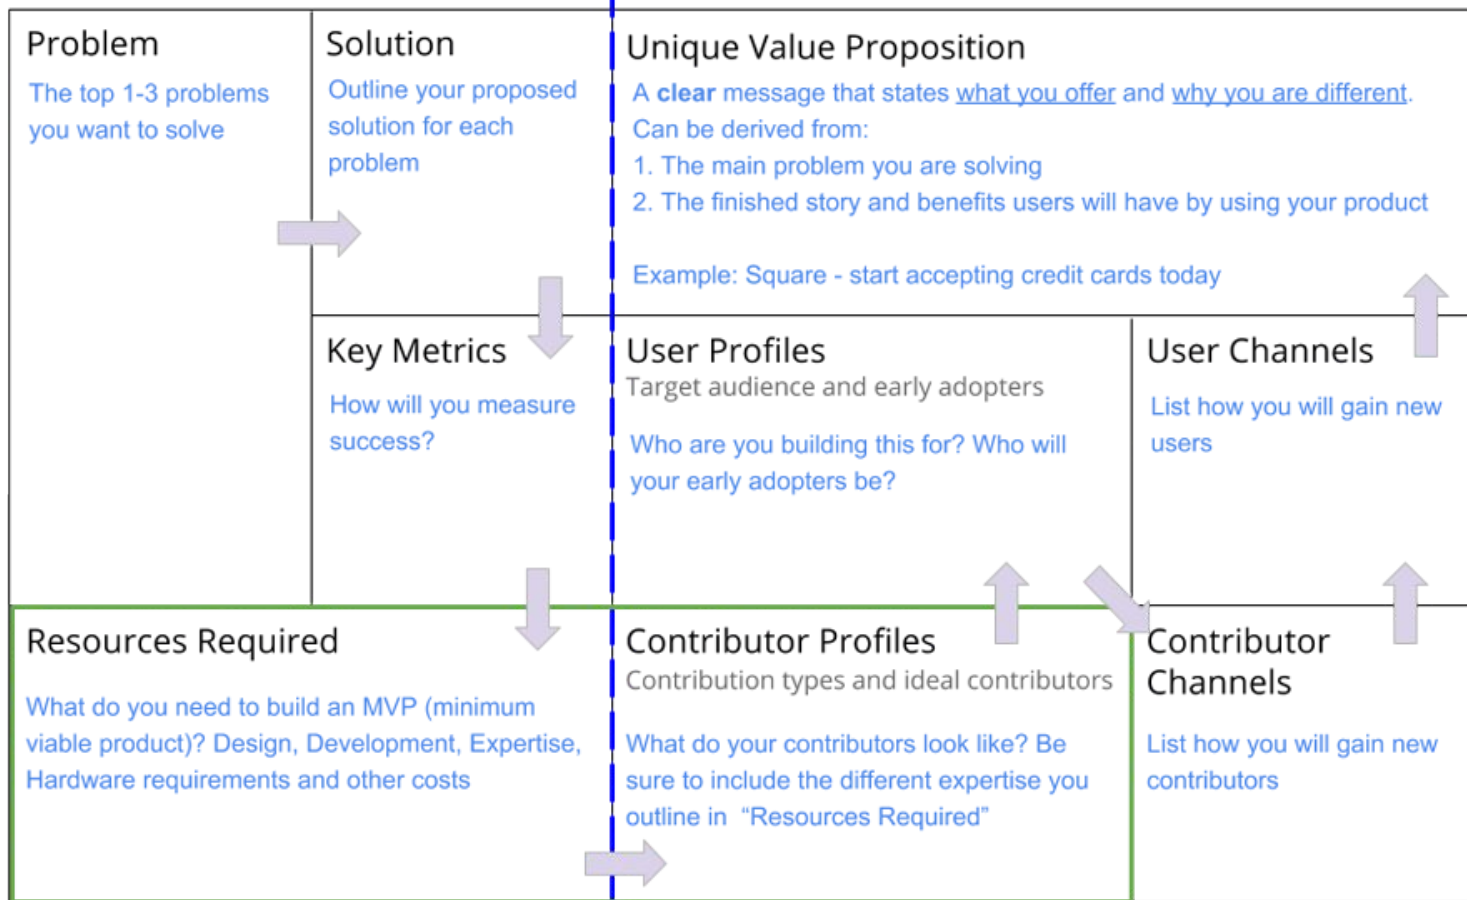 Problem
The top 1-3 problems
you want to solve
Solution
Outline your proposed
solution for each
problem
Unique Value Proposition
A clear message that states what you offer and why you are different.
Can be derived from:
1. The main problem you are solving
2. The finished story and benefits users will have by using your product
Example: Square - start accepting credit cards today
Key Metrics
How will you measure
success?
User Profiles
Target audience and early adopters
Who are you building this for? Who will
your early adopters be?
User Channels
List how you will gain new
users
Resources Required
What do you need to build an MVP (minimum
viable product)? Design, Development, Expertise,
Hardware requirements and other costs
Contributor Profiles
Contribution types and ideal contributors
What do your contributors look like? Be
sure to include the different expertise you
outline in “Resources Required”
Contributor
Channels
List how you will gain new
contributors